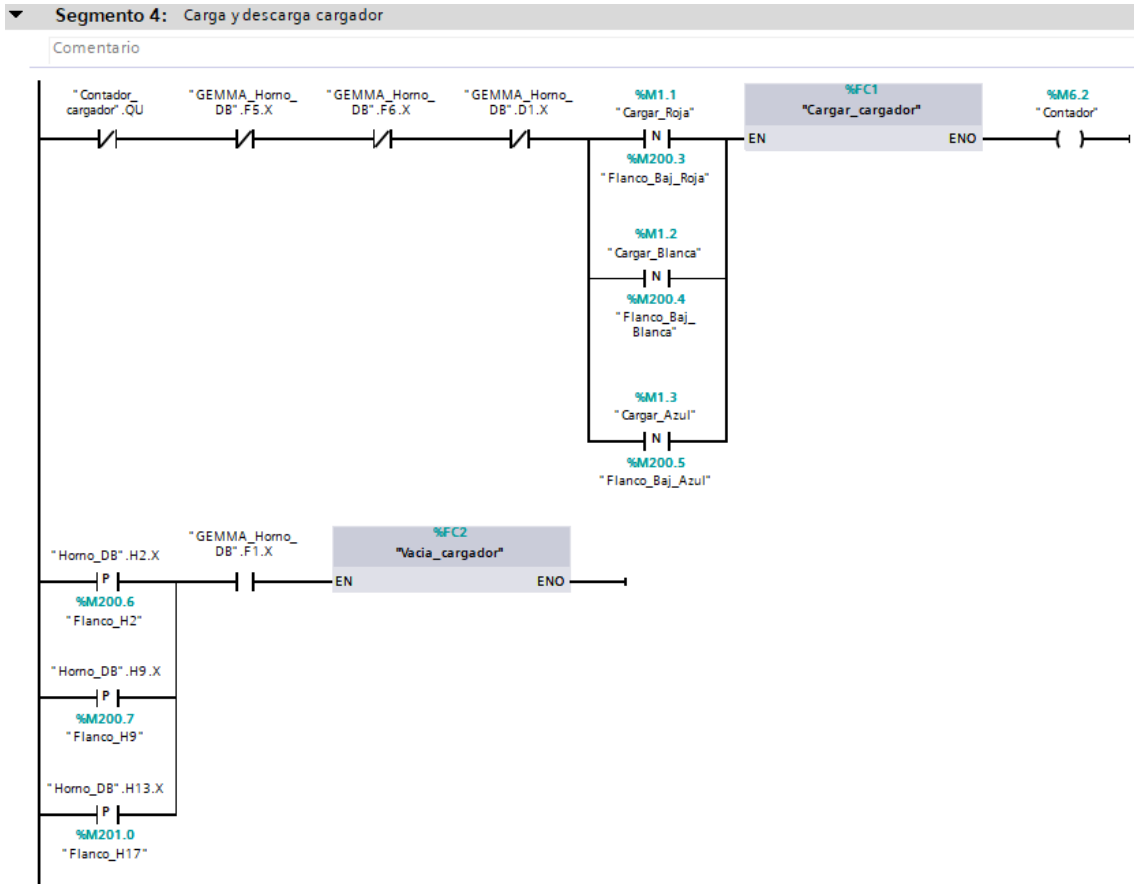 Segmento 4: Carga y descarga cargador
Comentario
"Contador_
cargador".QU
"GEMMA_Horno_
DB".F5.X
"GEMMA_Horno_
DB".F6.X
"GEMMA_Horno_
DB".D1.X
%M1.1
"Cargar_Roja"
N
%M200.3
"Flanco_Baj_Roja"
%FC1
"Cargar_cargador"
EN ENO
%M6.2
"Contador"
%M1.2
"Cargar_Blanca"
N
%M200.4
"Flanco_Baj_
Blanca"
%M1.3
"Cargar_Azul"
N
%M200.5
"Flanco_Baj_Azul"
"Horno_DB".H2.X
P
%M200.6
"Flanco_H2"
"GEMMA_Horno_
DB".F1.X
%FC2
"Vacia_cargador"
EN ENO
"Horno_DB".H9.X
P
%M200.7
"Flanco_H9"
"Horno_DB".H13.X
P
%M201.0
"Flanco_H17"